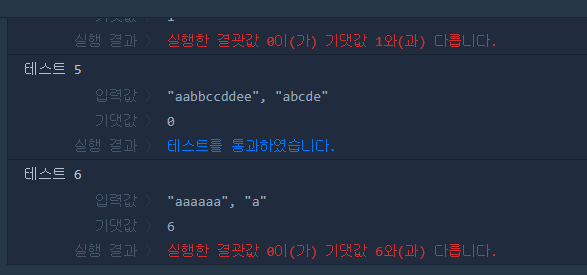 기댓값 〉 1
실행 결과 〉 실행한 결괏값 0이(가) 기댓값 1와(과) 다릅니다.
테스트 5
입력값 〉 "aabbccddee", "abcde"
기댓값 〉 0
실행 결과 〉 테스트를 통과하였습니다.
테스트 6
입력값 〉 "aaaaaa", "a"
기댓값 〉 6
실행 결과 〉 실행한 결괏값 0이(가) 기댓값 6와(과) 다릅니다.